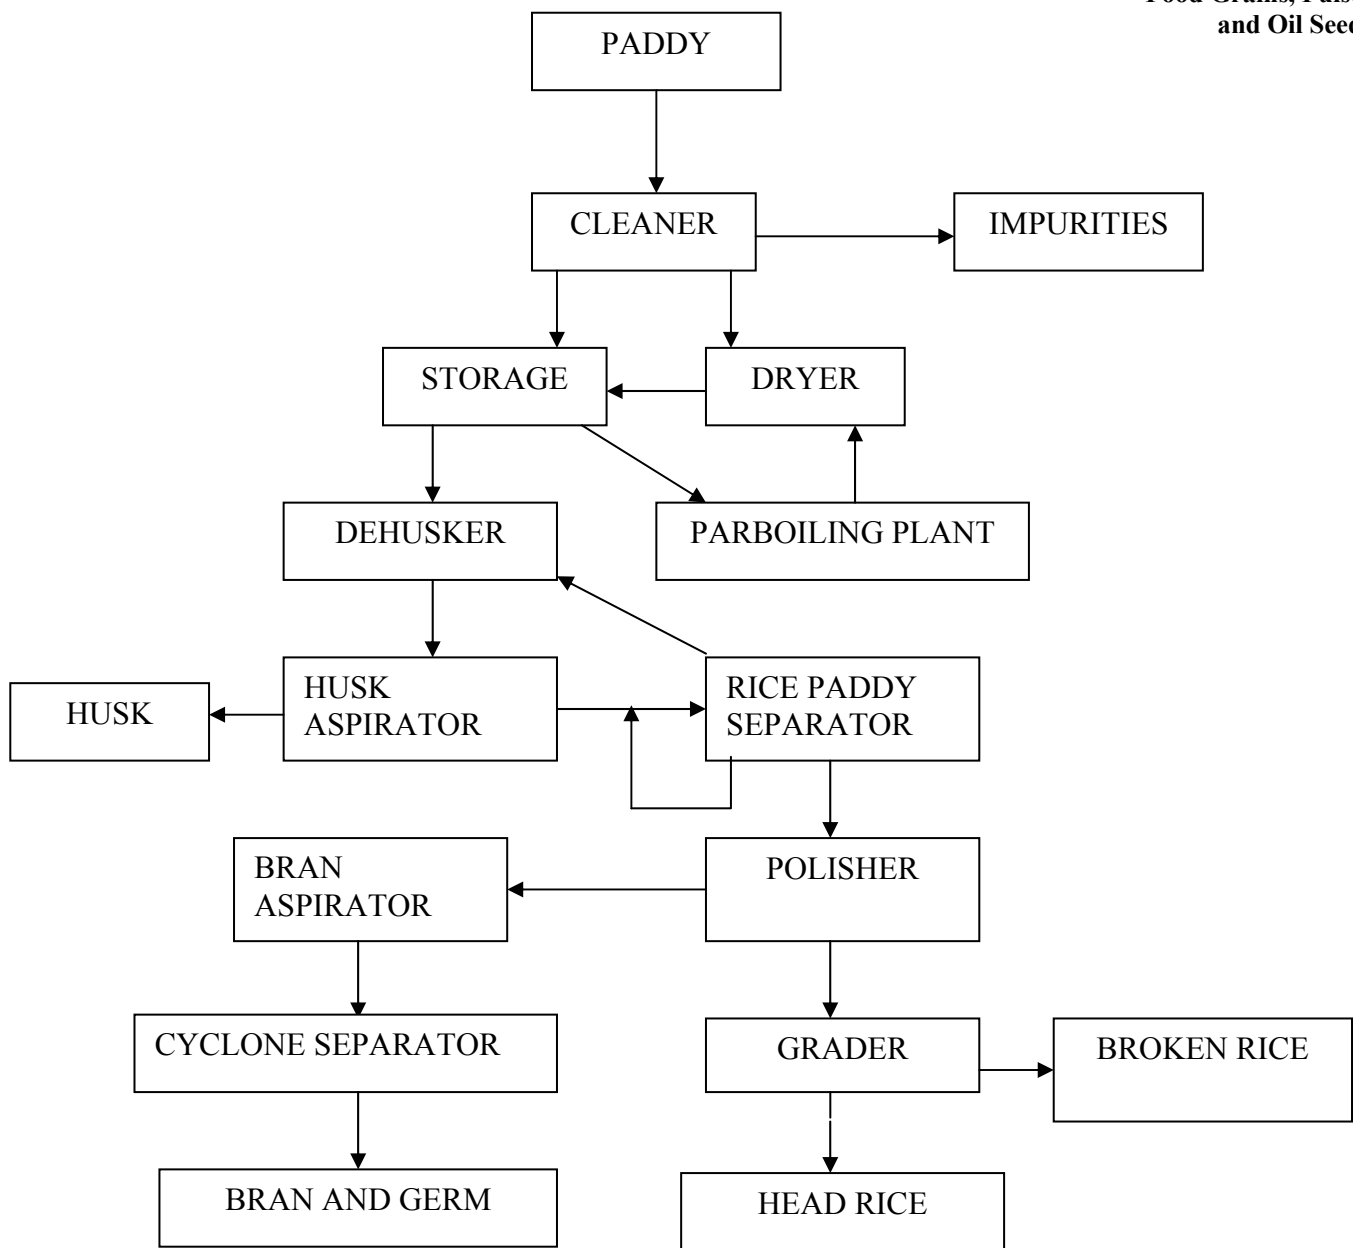 and Oil Seed
PADDY
CLEANER
IMPURITIES
STORAGE
DRYER
DEHUSKER
PARBOILING PLANT
HUSK
HUSK
ASPIRATOR
RICE PADDY
SEPARATOR
BRAN
ASPIRATOR
POLISHER
CYCLONE SEPARATOR
GRADER
BROKEN RICE
BRAN AND GERM
HEAD RICE